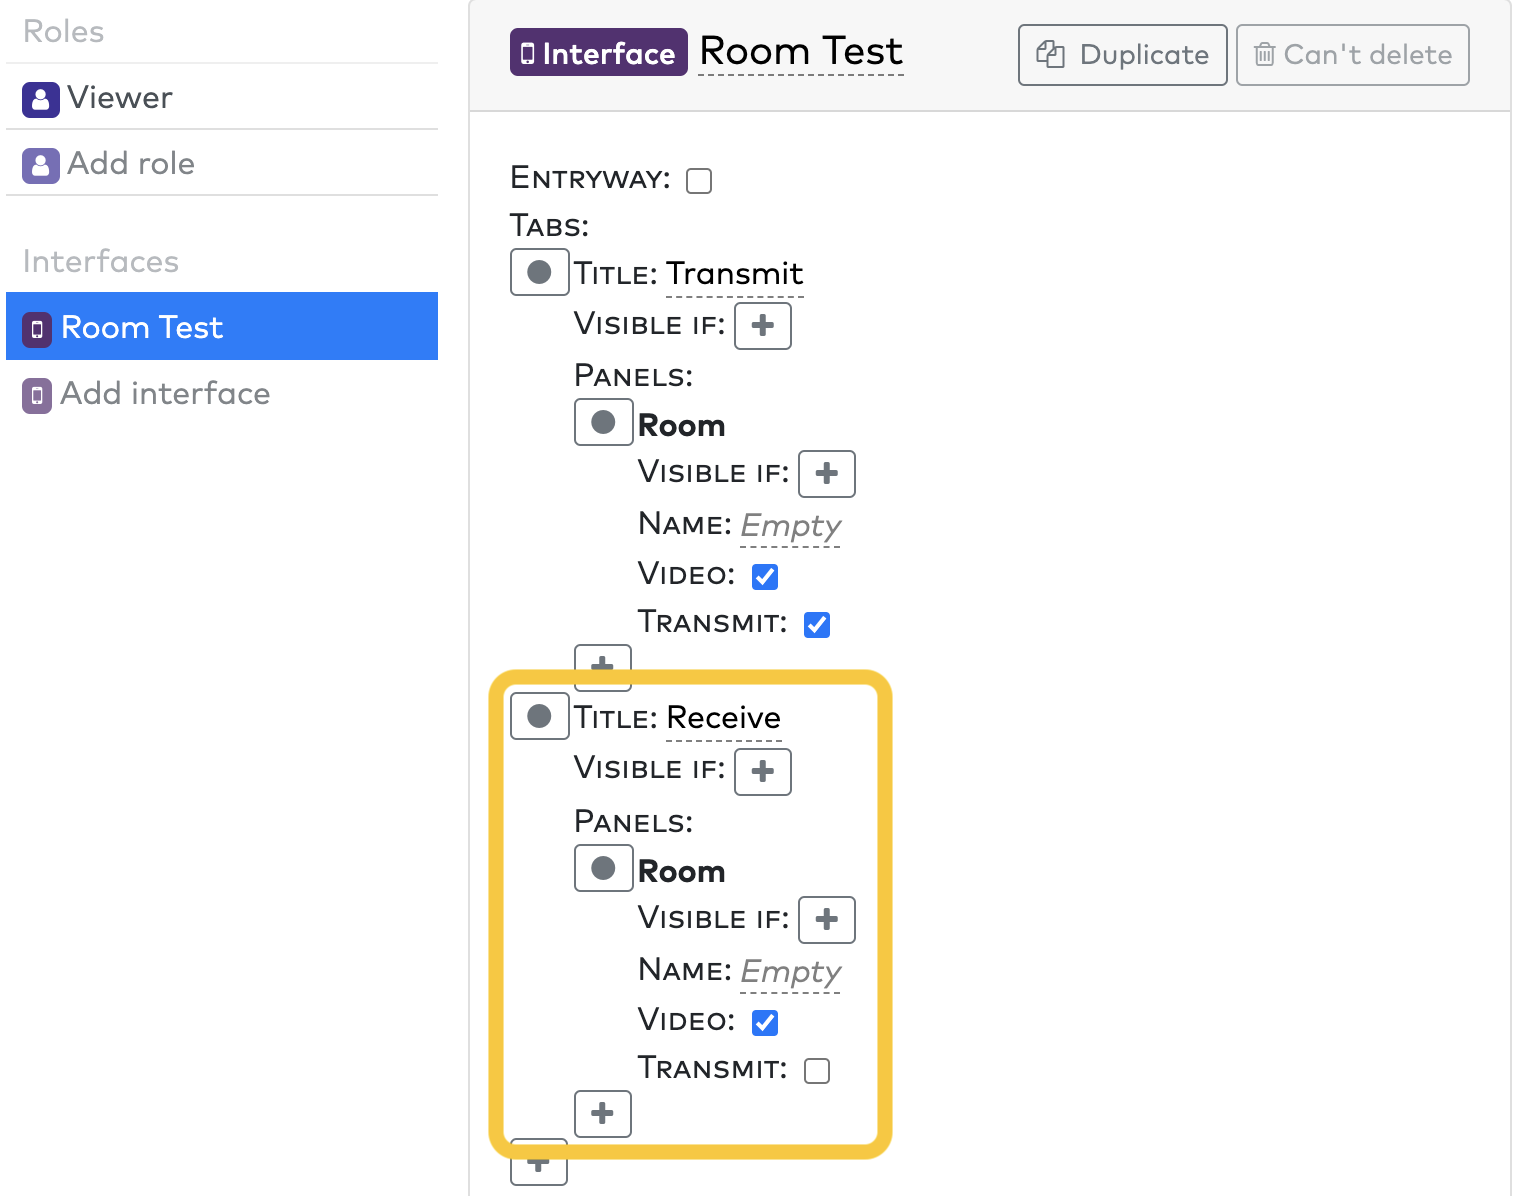 Roles
Viewer
Add role
Interfaces
Room Test
Add interface
Interface Room Test
Duplicate
Can't delete
Entryway:
Tabs:
Title: Transmit
Visible if:
Panels:
Room
Visible if:
Name: Empty
Video:
Transmit:
Title: Receive
Visible if:
Panels:
Room
Visible if:
Name: Empty
Video:
Transmit: